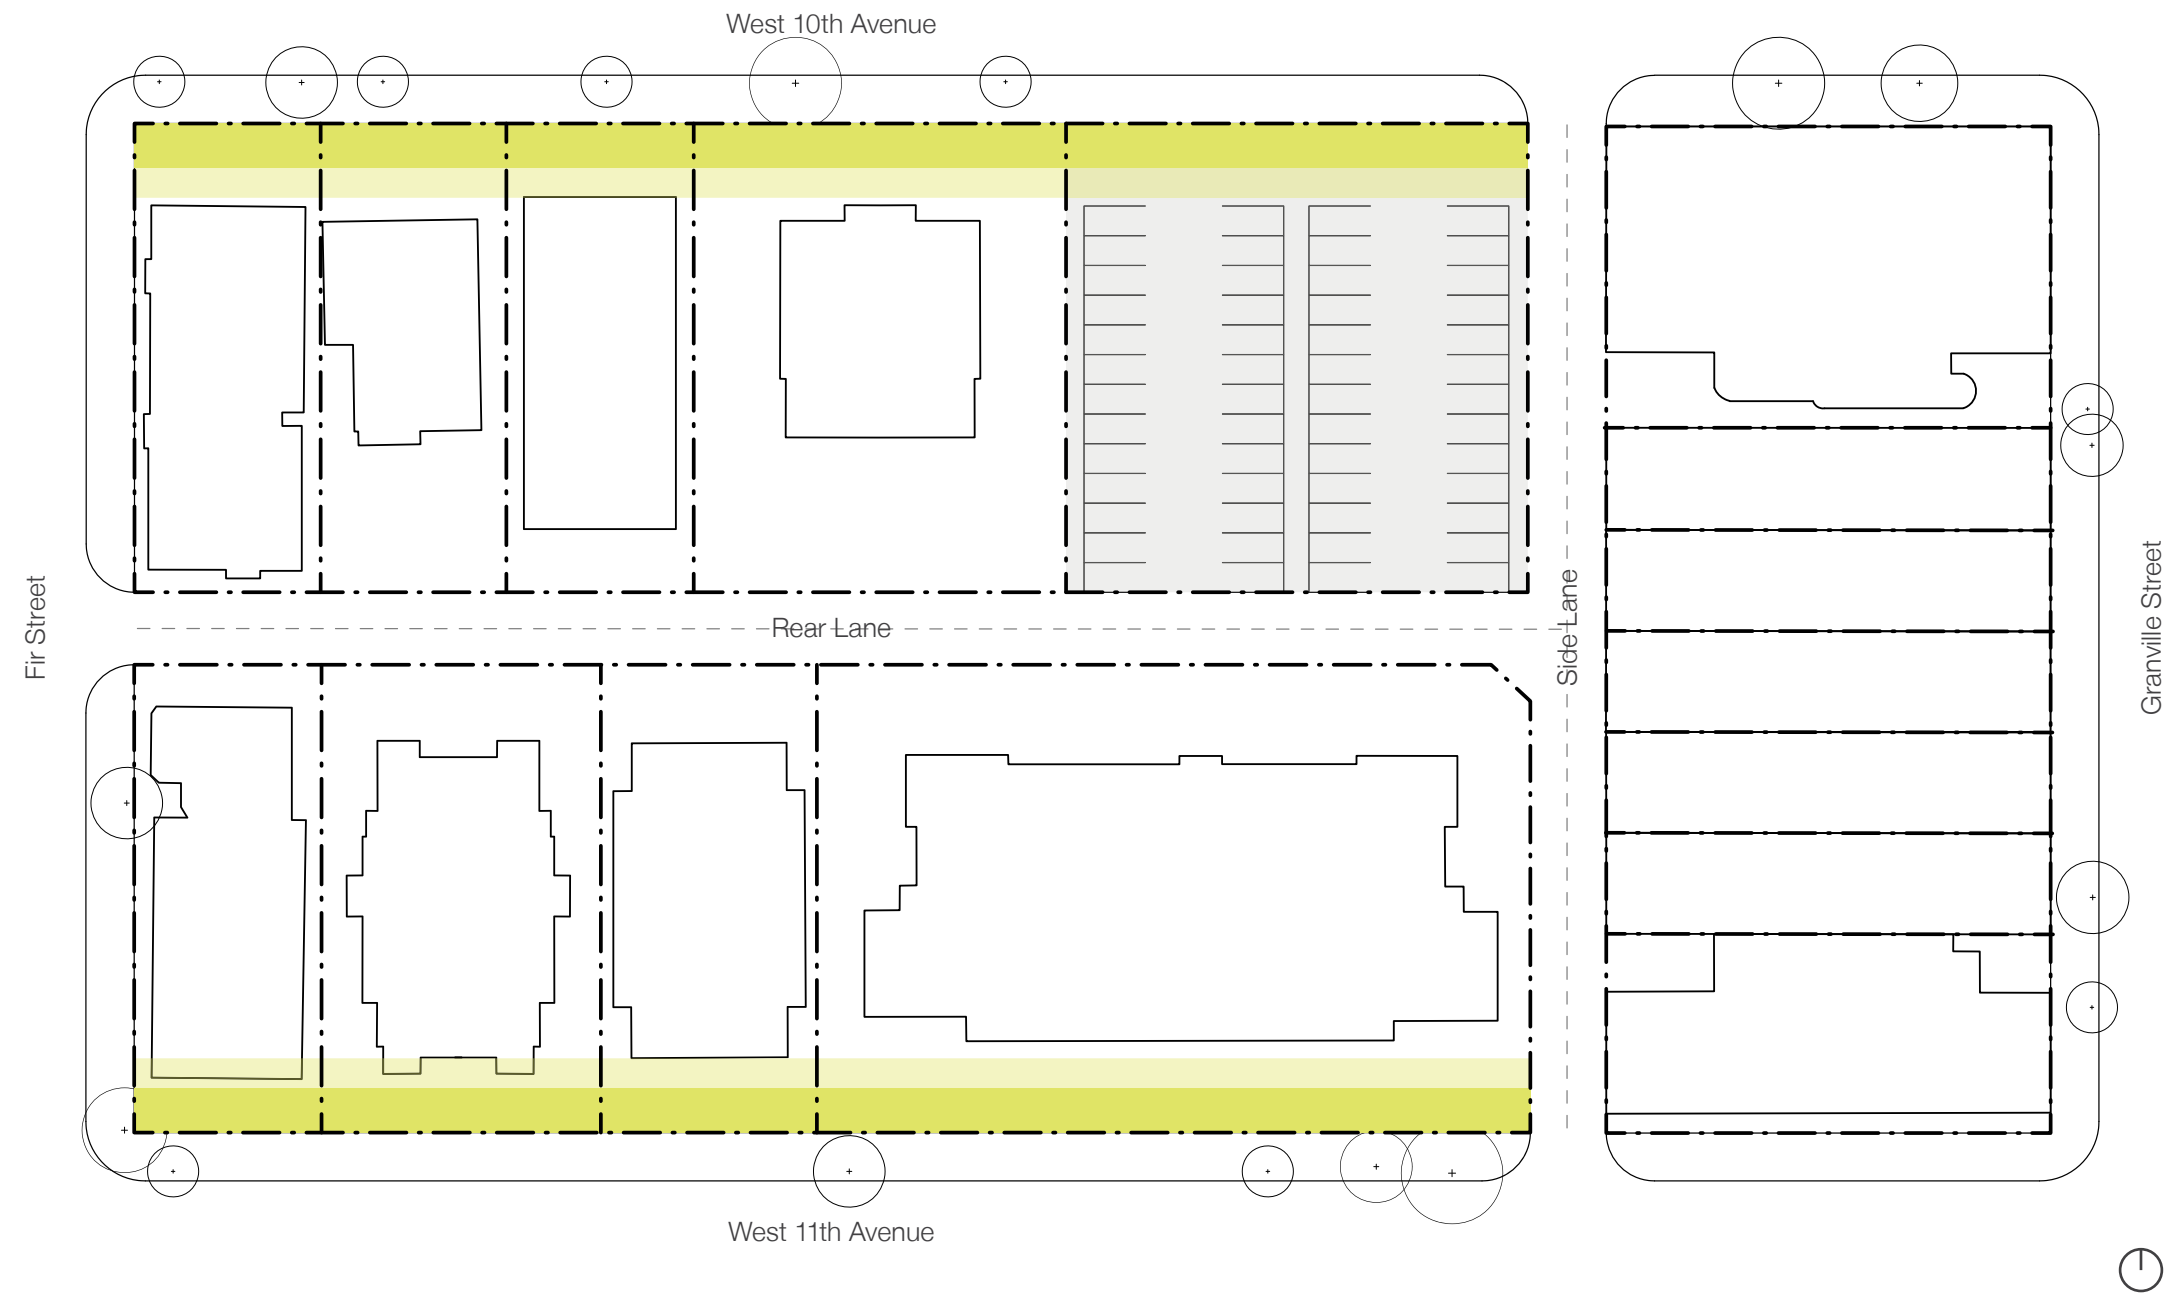 West 10th Avenue
Fir Street
Rear Lane
Side Lane
Granville Street
West 11th Avenue